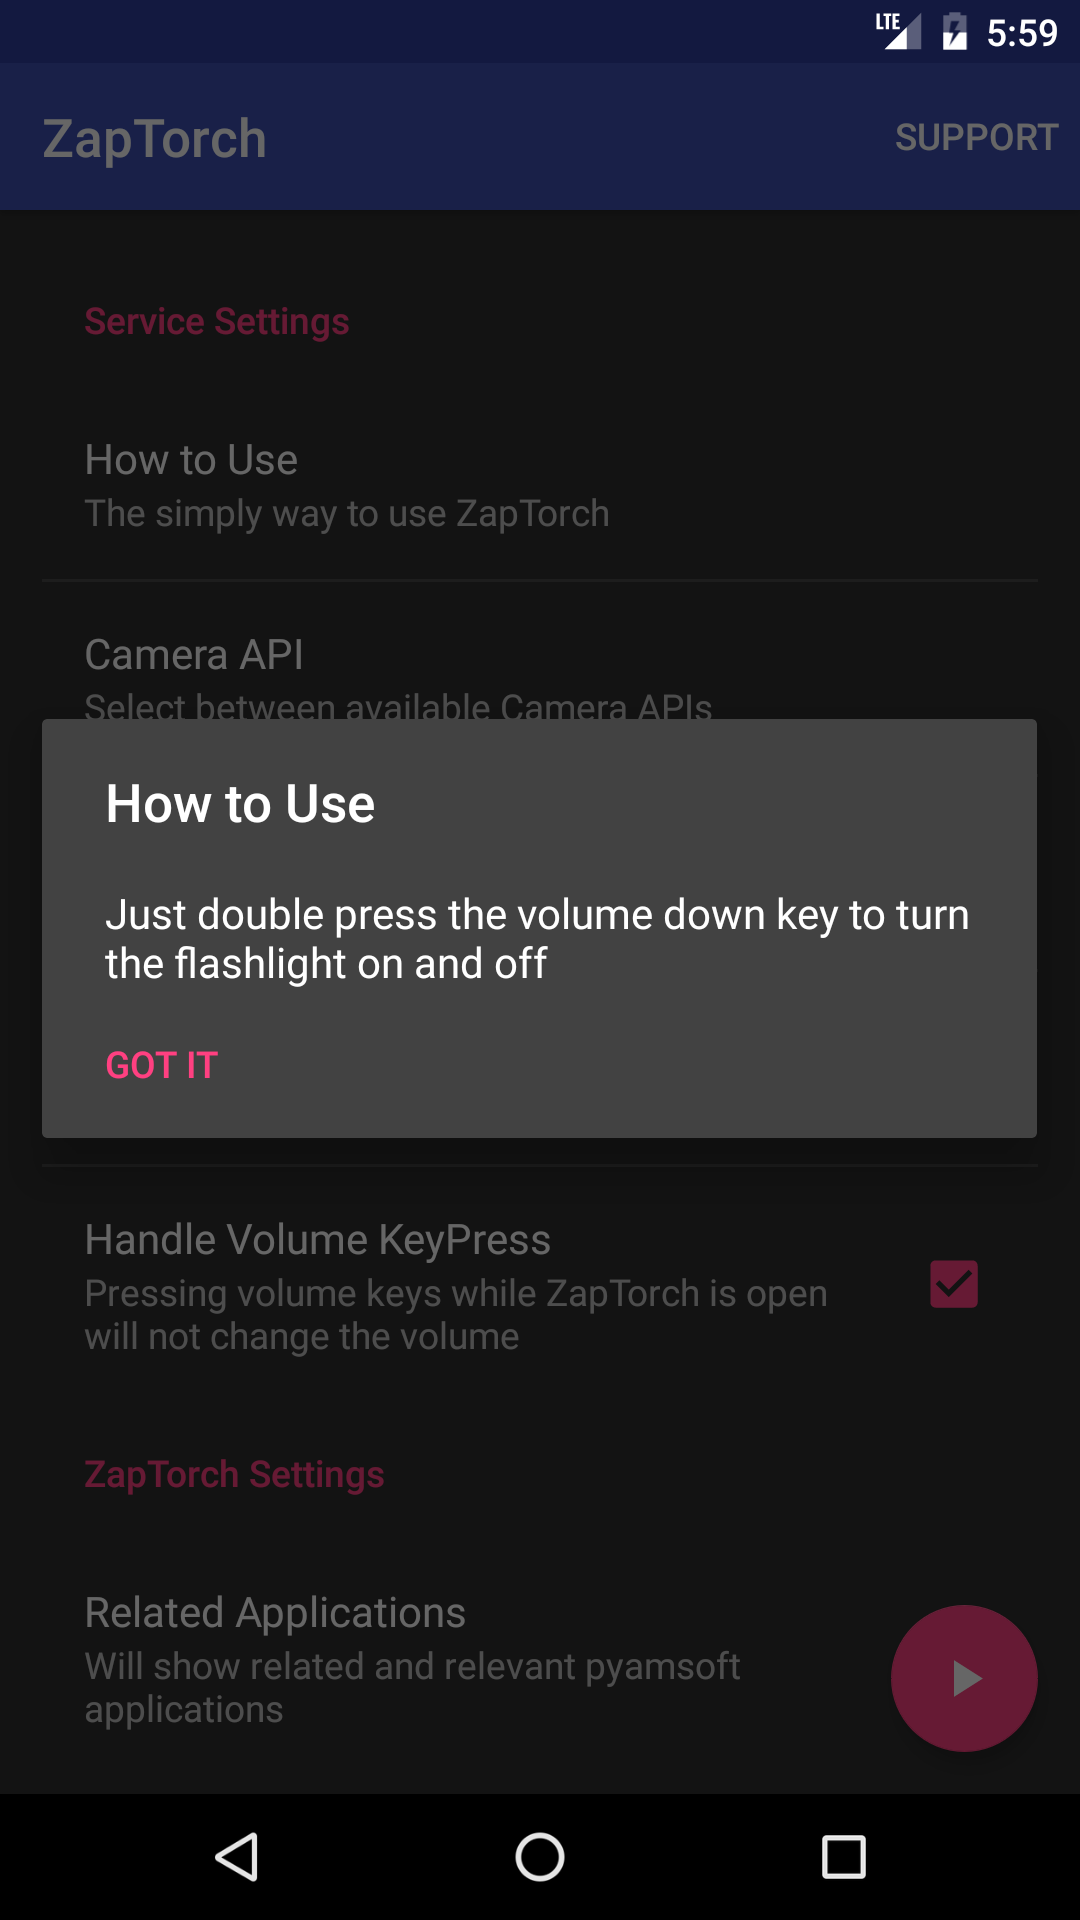 LTE 5:59
ZapTorch SUPPORT
Service Settings
How to Use
The simply way to use ZapTorch
Camera API
Select between available Camera APIs
How to Use
Just double press the volume down key to turn
the flashlight on and off
GOT IT
Handle Volume KeyPress
Pressing volume keys while ZapTorch is open
will not change the volume
ZapTorch Settings
Related Applications
Will show related and relevant pyamsoft
applications